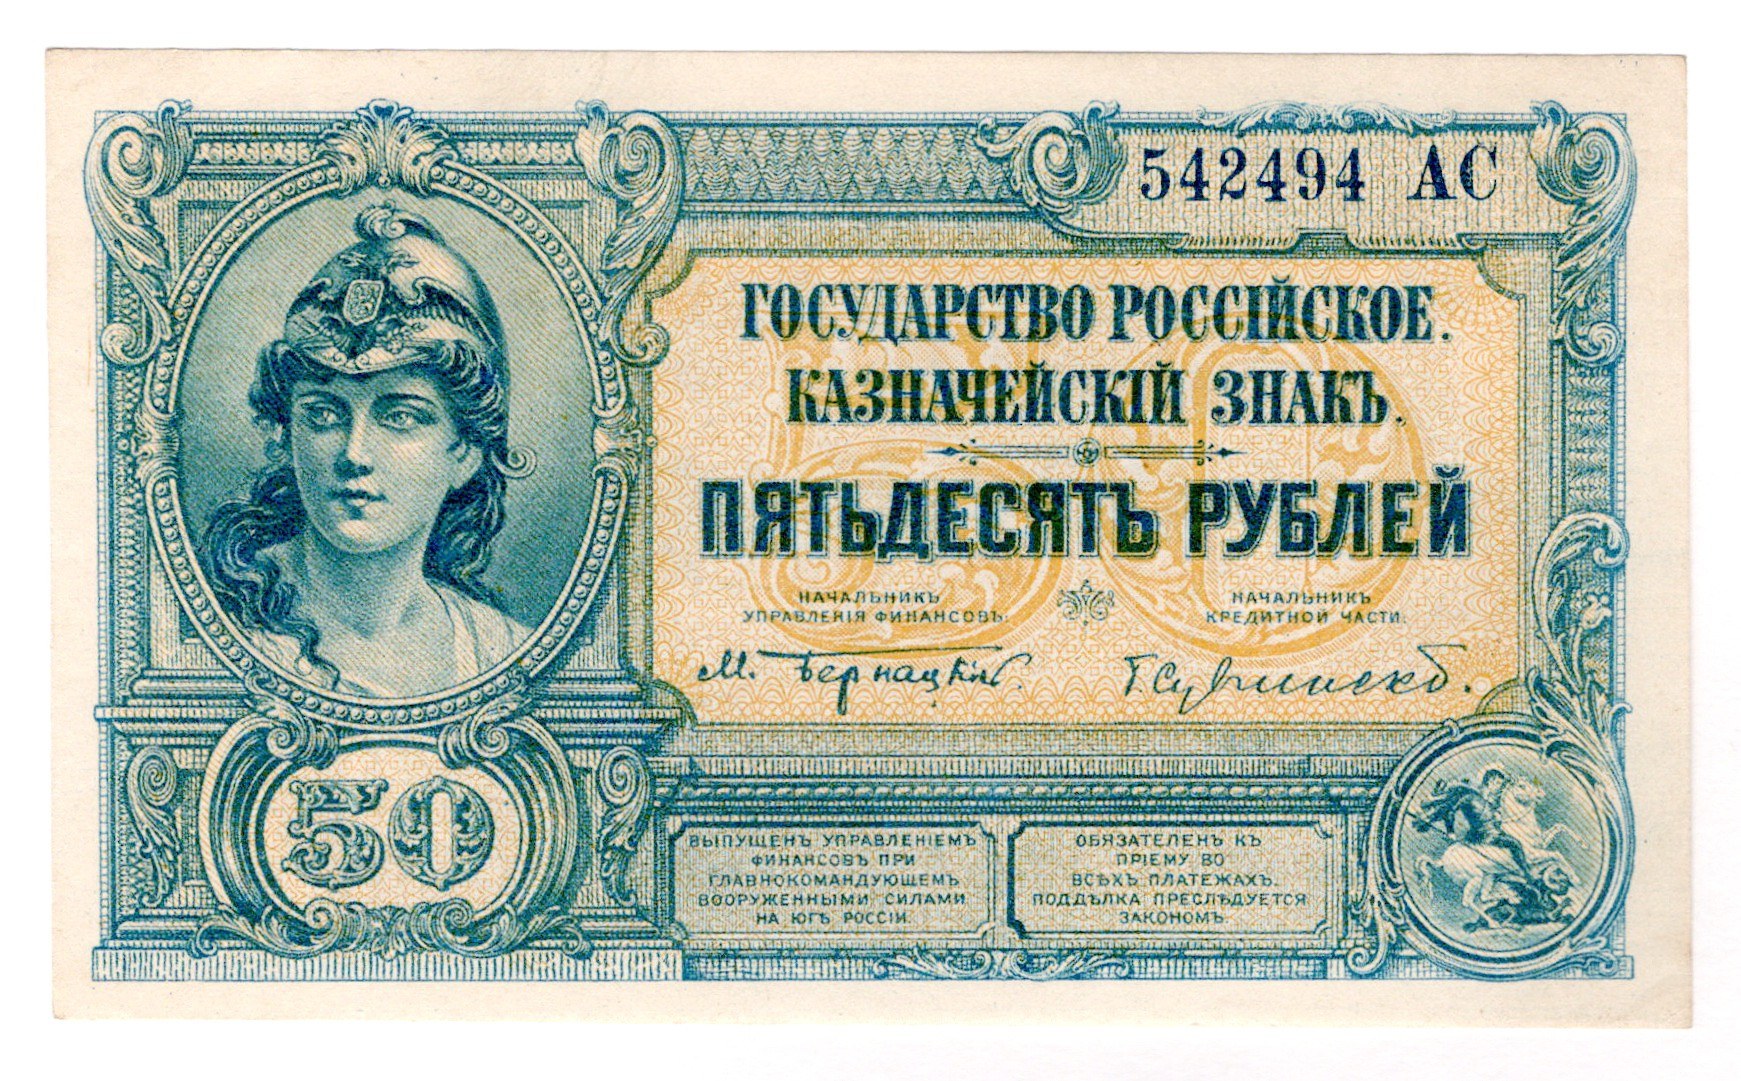 542494 АС
ГОСУДАРСТВО РОССІЙСКОЕ.
КАЗНАЧЕЙСКІЙ ЗНАКЪ.
ПЯТЬДЕСЯТЪ РУБЛЕЙ
НАЧАЛЬНИКЪ
УПРАВЛЕНІЯ ФИНАНСОВЪ:
НАЧАЛЬНИКЪ
КРЕДИТНОЙ ЧАСТИ:
М. Бернацкій.
50
ВЫПУЩЕНЪ УПРАВЛЕНІЕМЪ
ФИНАНСОВЪ ПРИ
ГЛАВНОКОМАНДУЮЩЕМЪ
ВООРУЖЕННЫМИ СИЛАМИ
НА ЮГѢ РОССІИ.
ОБЯЗАТЕЛЕНЪ КЪ
ПРІЕМУ ВО
ВСѢХЪ ПЛАТЕЖАХЪ.
ПОДДѢЛКА ПРЕСЛѢДУЕТСЯ
ЗАКОНОМЪ.